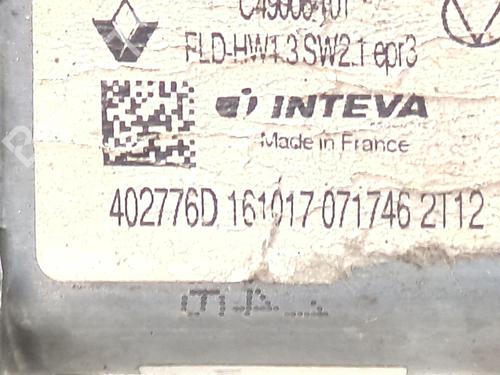 FLD-HW1.3 SW2.1 epr3
INTEVA
Made in France
402776D 161017 071746 2T12